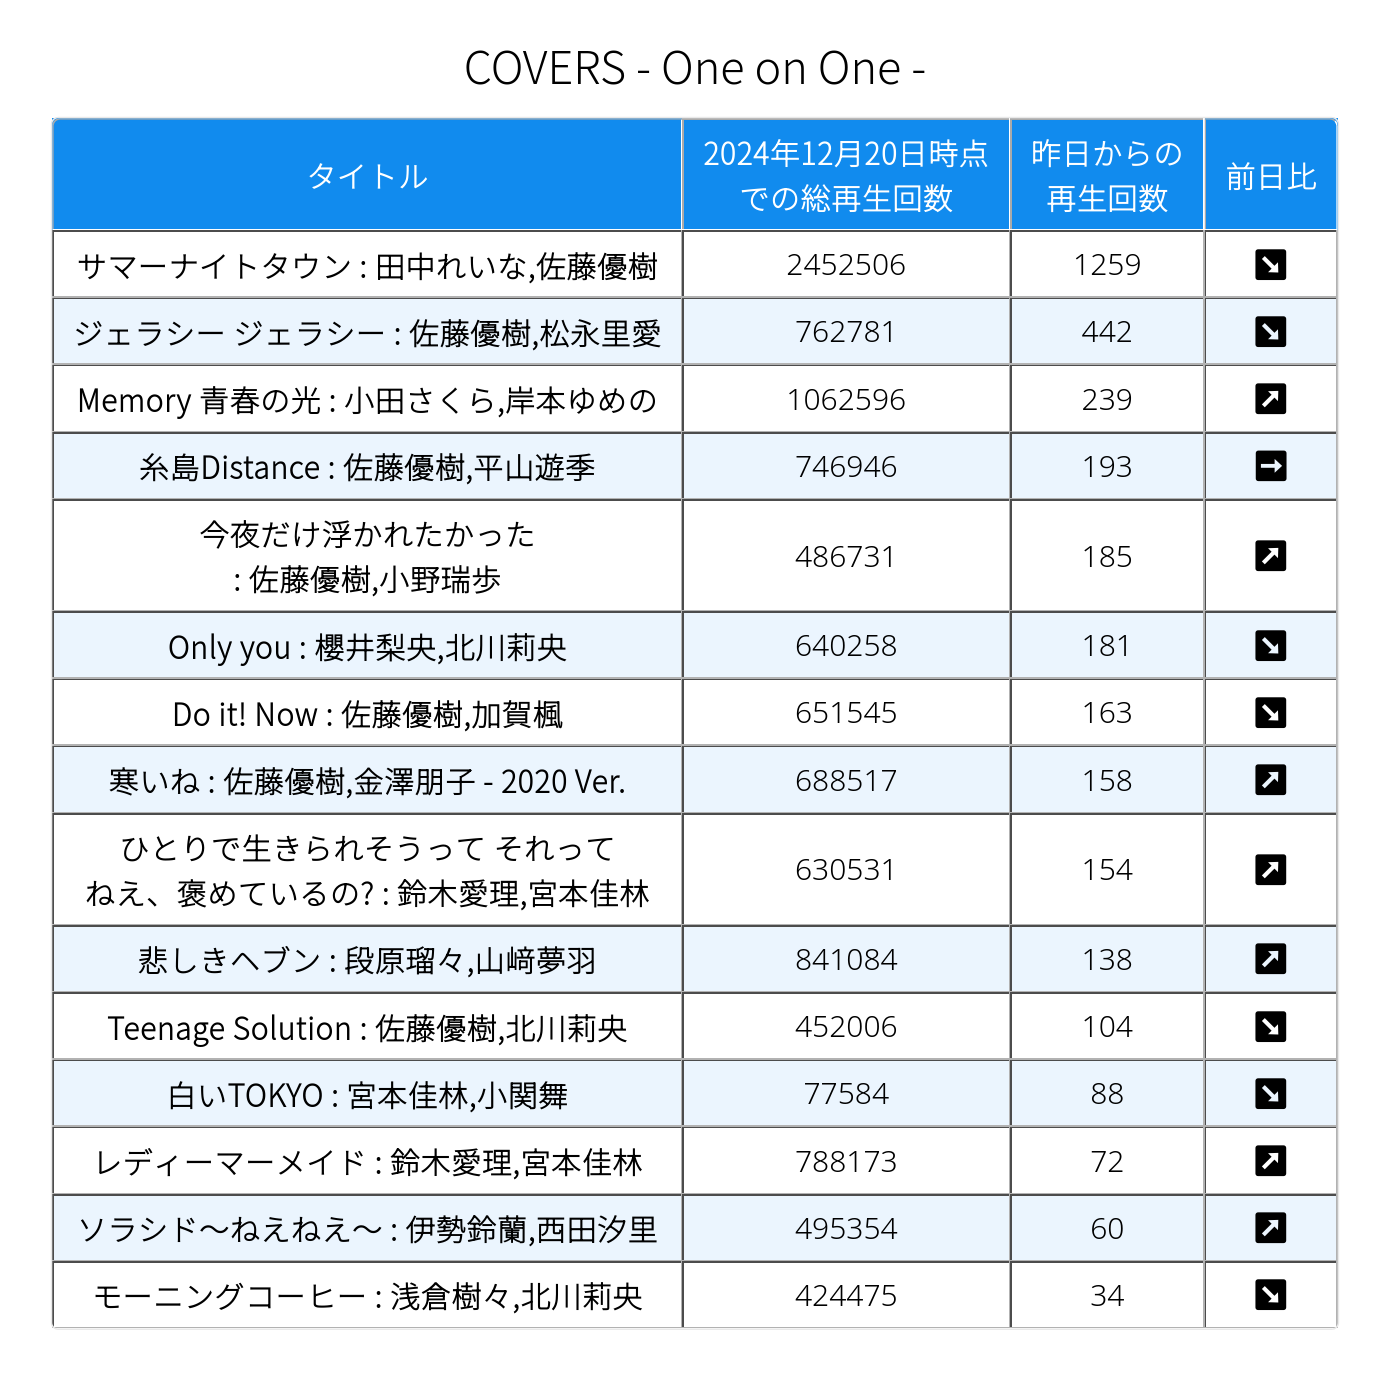 COVERS - One on One -
タイトル
2024年12月20日時点
での総再生回数
昨日からの
再生回数
前日比
サマーナイトタウン : 田中れいな,佐藤優樹
2452506
1259
ジェラシー ジェラシー : 佐藤優樹,松永里愛
762781
442
Memory 青春の光 : 小田さくら,岸本ゆめの
1062596
239
糸島Distance : 佐藤優樹,平山遊季
746946
193
今夜だけ浮かれたかった
: 佐藤優樹,小野瑞歩
486731
185
Only you : 櫻井梨央,北川莉央
640258
181
Do it! Now : 佐藤優樹,加賀楓
651545
163
寒いね : 佐藤優樹,金澤朋子 - 2020 Ver.
688517
158
ひとりで生きられそうって それって
ねえ、褒めているの? : 鈴木愛理,宮本佳林
630531
154
悲しきヘブン : 段原瑠々,山﨑夢羽
841084
138
Teenage Solution : 佐藤優樹,北川莉央
452006
104
白いTOKYO : 宮本佳林,小関舞
77584
88
レディーマーメイド : 鈴木愛理,宮本佳林
788173
72
ソラシド～ねえねえ～ : 伊勢鈴蘭,西田汐里
495354
60
モーニングコーヒー : 浅倉樹々,北川莉央
424475
34